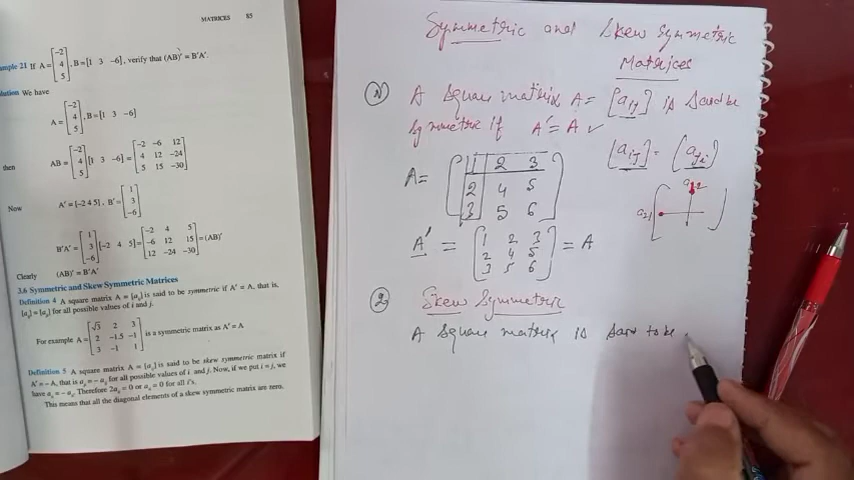 MATRICES 85
mple 21 If A = [-2 4 5], B = [1 3 -6], verify that (AB)' = B'A'.
lution We have
A = [-2 4 5], B = [1 3 -6]
then AB = [-2 4 5] [1 3 -6] = [-2 -6 12 4 12 -24 5 15 -30]
Now A' = [-2 4 5], B' = [1 3 -6]
B'A' = [1 3 -6] [-2 4 5] = [-2 4 5 -6 12 15 12 -24 -30] = (AB)'
Clearly (AB)' = B'A'
3.6 Symmetric and Skew Symmetric Matrices
Definition 4 A square matrix A = [aij] is said to be symmetric if A' = A, that is,
[aij] = [aji] for all possible values of i and j.
For example A = [√3 2 3 2 -1.5 -1 3 -1 1] is a symmetric matrix as A' = A
Definition 5 A square matrix A = [aij] is said to be skew symmetric matrix if
A' = -A, that is aji = -aij for all possible values of i and j. Now, if we put i = j, we
have aii = -aii. Therefore 2aii = 0 or aii = 0 for all i's.
This means that all the diagonal elements of a skew symmetric matrix are zero.
Symmetric and Skew Symmetric
Matrices
A Square matrix A = [aij] is Said be
Symmetric if A' = A ✓
[aij] = [aji]
A = [1 2 3 2 4 5 3 5 6]
a12
a21
A' = [1 2 3 2 4 5 3 5 6] = A
② Skew Symmetric
A Square matrix is Said to be